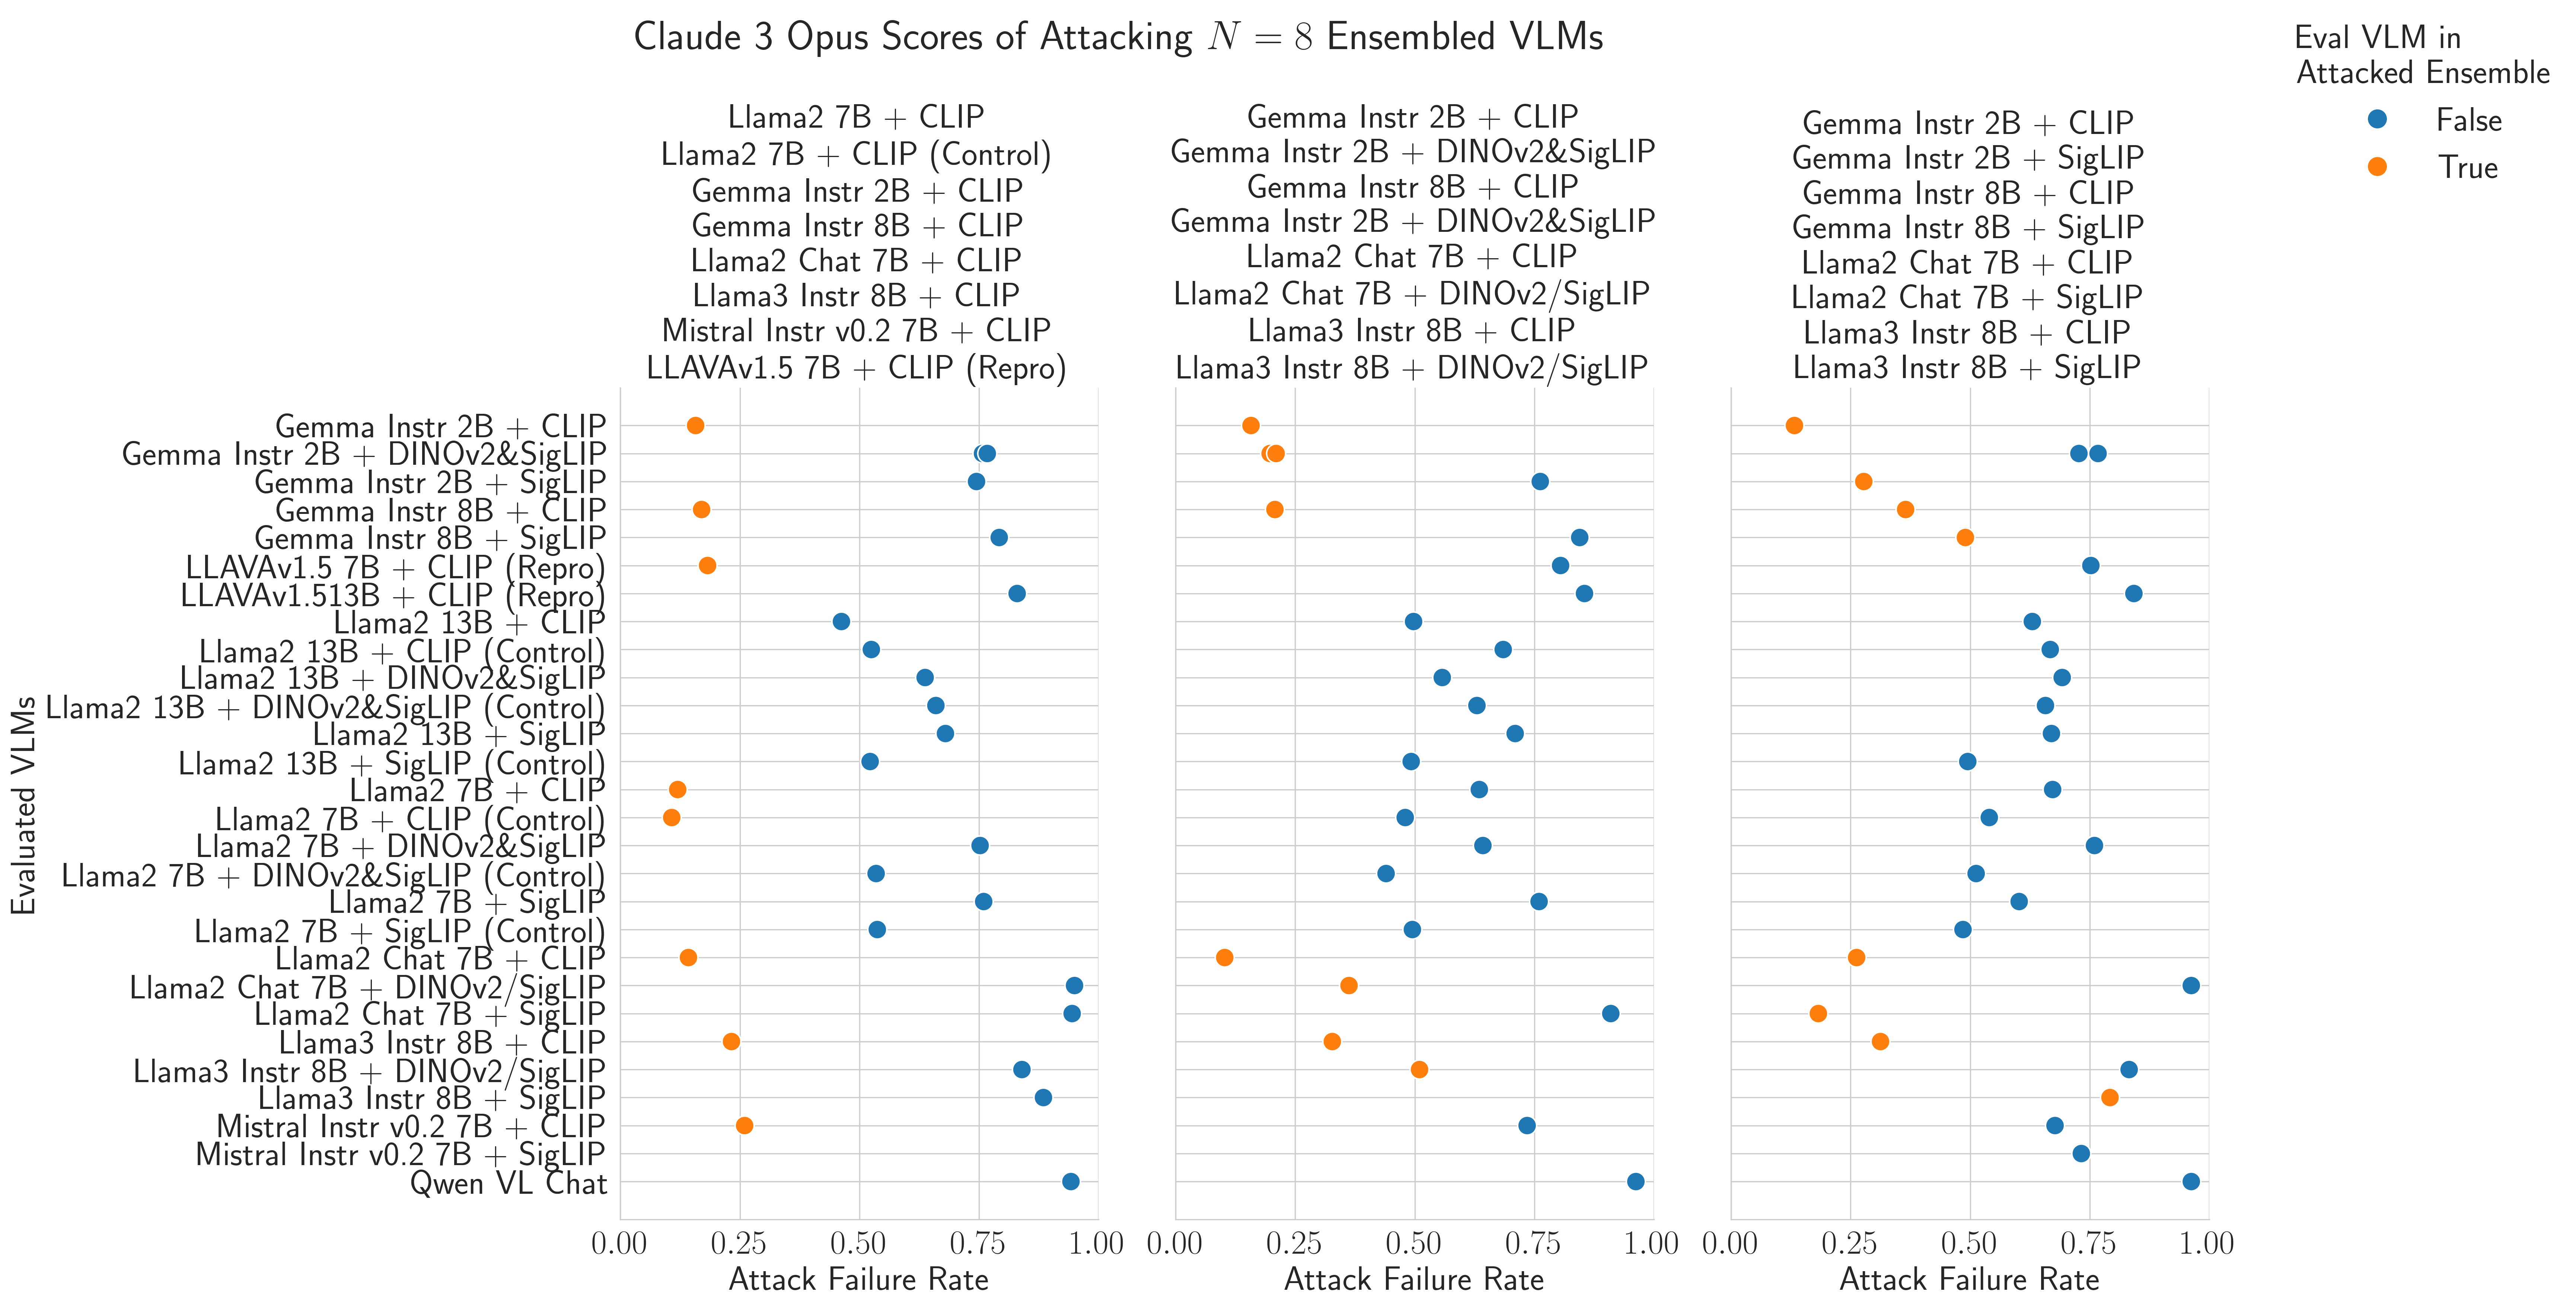 Claude 3 Opus Scores of Attacking N = 8 Ensembled VLMs
Eval VLM in
Attacked Ensemble
False
True
Llama2 7B + CLIP
Llama2 7B + CLIP (Control)
Gemma Instr 2B + CLIP
Gemma Instr 8B + CLIP
Llama2 Chat 7B + CLIP
Llama3 Instr 8B + CLIP
Mistral Instr v0.2 7B + CLIP
LLAVAv1.5 7B + CLIP (Repro)
Gemma Instr 2B + CLIP
Gemma Instr 2B + DINOv2&SigLIP
Gemma Instr 8B + CLIP
Gemma Instr 2B + DINOv2&SigLIP
Llama2 Chat 7B + CLIP
Llama2 Chat 7B + DINOv2/SigLIP
Llama3 Instr 8B + CLIP
Llama3 Instr 8B + DINOv2/SigLIP
Gemma Instr 2B + CLIP
Gemma Instr 2B + SigLIP
Gemma Instr 8B + CLIP
Gemma Instr 8B + SigLIP
Llama2 Chat 7B + CLIP
Llama2 Chat 7B + SigLIP
Llama3 Instr 8B + CLIP
Llama3 Instr 8B + SigLIP
Evaluated VLMs
Gemma Instr 2B + CLIP
Gemma Instr 2B + DINOv2&SigLIP
Gemma Instr 2B + SigLIP
Gemma Instr 8B + CLIP
Gemma Instr 8B + SigLIP
LLAVAv1.5 7B + CLIP (Repro)
LLAVAv1.513B + CLIP (Repro)
Llama2 13B + CLIP
Llama2 13B + CLIP (Control)
Llama2 13B + DINOv2&SigLIP
Llama2 13B + DINOv2&SigLIP (Control)
Llama2 13B + SigLIP
Llama2 13B + SigLIP (Control)
Llama2 7B + CLIP
Llama2 7B + CLIP (Control)
Llama2 7B + DINOv2&SigLIP
Llama2 7B + DINOv2&SigLIP (Control)
Llama2 7B + SigLIP
Llama2 7B + SigLIP (Control)
Llama2 Chat 7B + CLIP
Llama2 Chat 7B + DINOv2/SigLIP
Llama2 Chat 7B + SigLIP
Llama3 Instr 8B + CLIP
Llama3 Instr 8B + DINOv2/SigLIP
Llama3 Instr 8B + SigLIP
Mistral Instr v0.2 7B + CLIP
Mistral Instr v0.2 7B + SigLIP
Qwen VL Chat
0.00 0.25 0.50 0.75 1.00
Attack Failure Rate
0.00 0.25 0.50 0.75 1.00
Attack Failure Rate
0.00 0.25 0.50 0.75 1.00
Attack Failure Rate